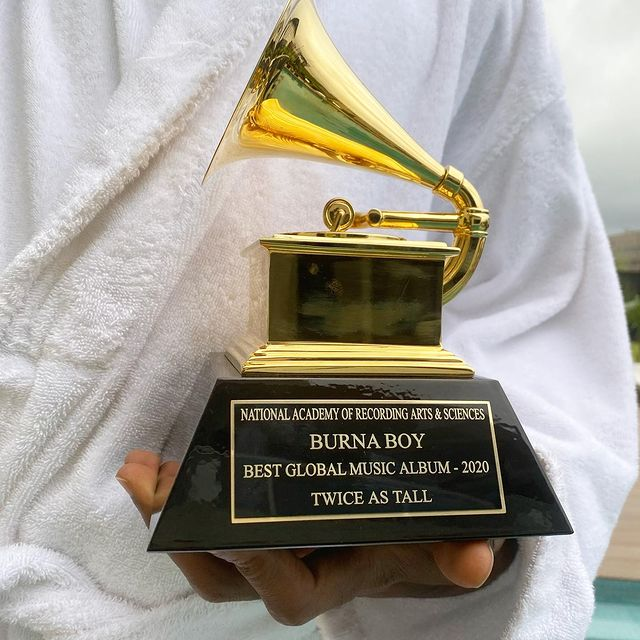 NATIONAL ACADEMY OF RECORDING ARTS & SCIENCES
BURNA BOY
BEST GLOBAL MUSIC ALBUM - 2020
TWICE AS TALL